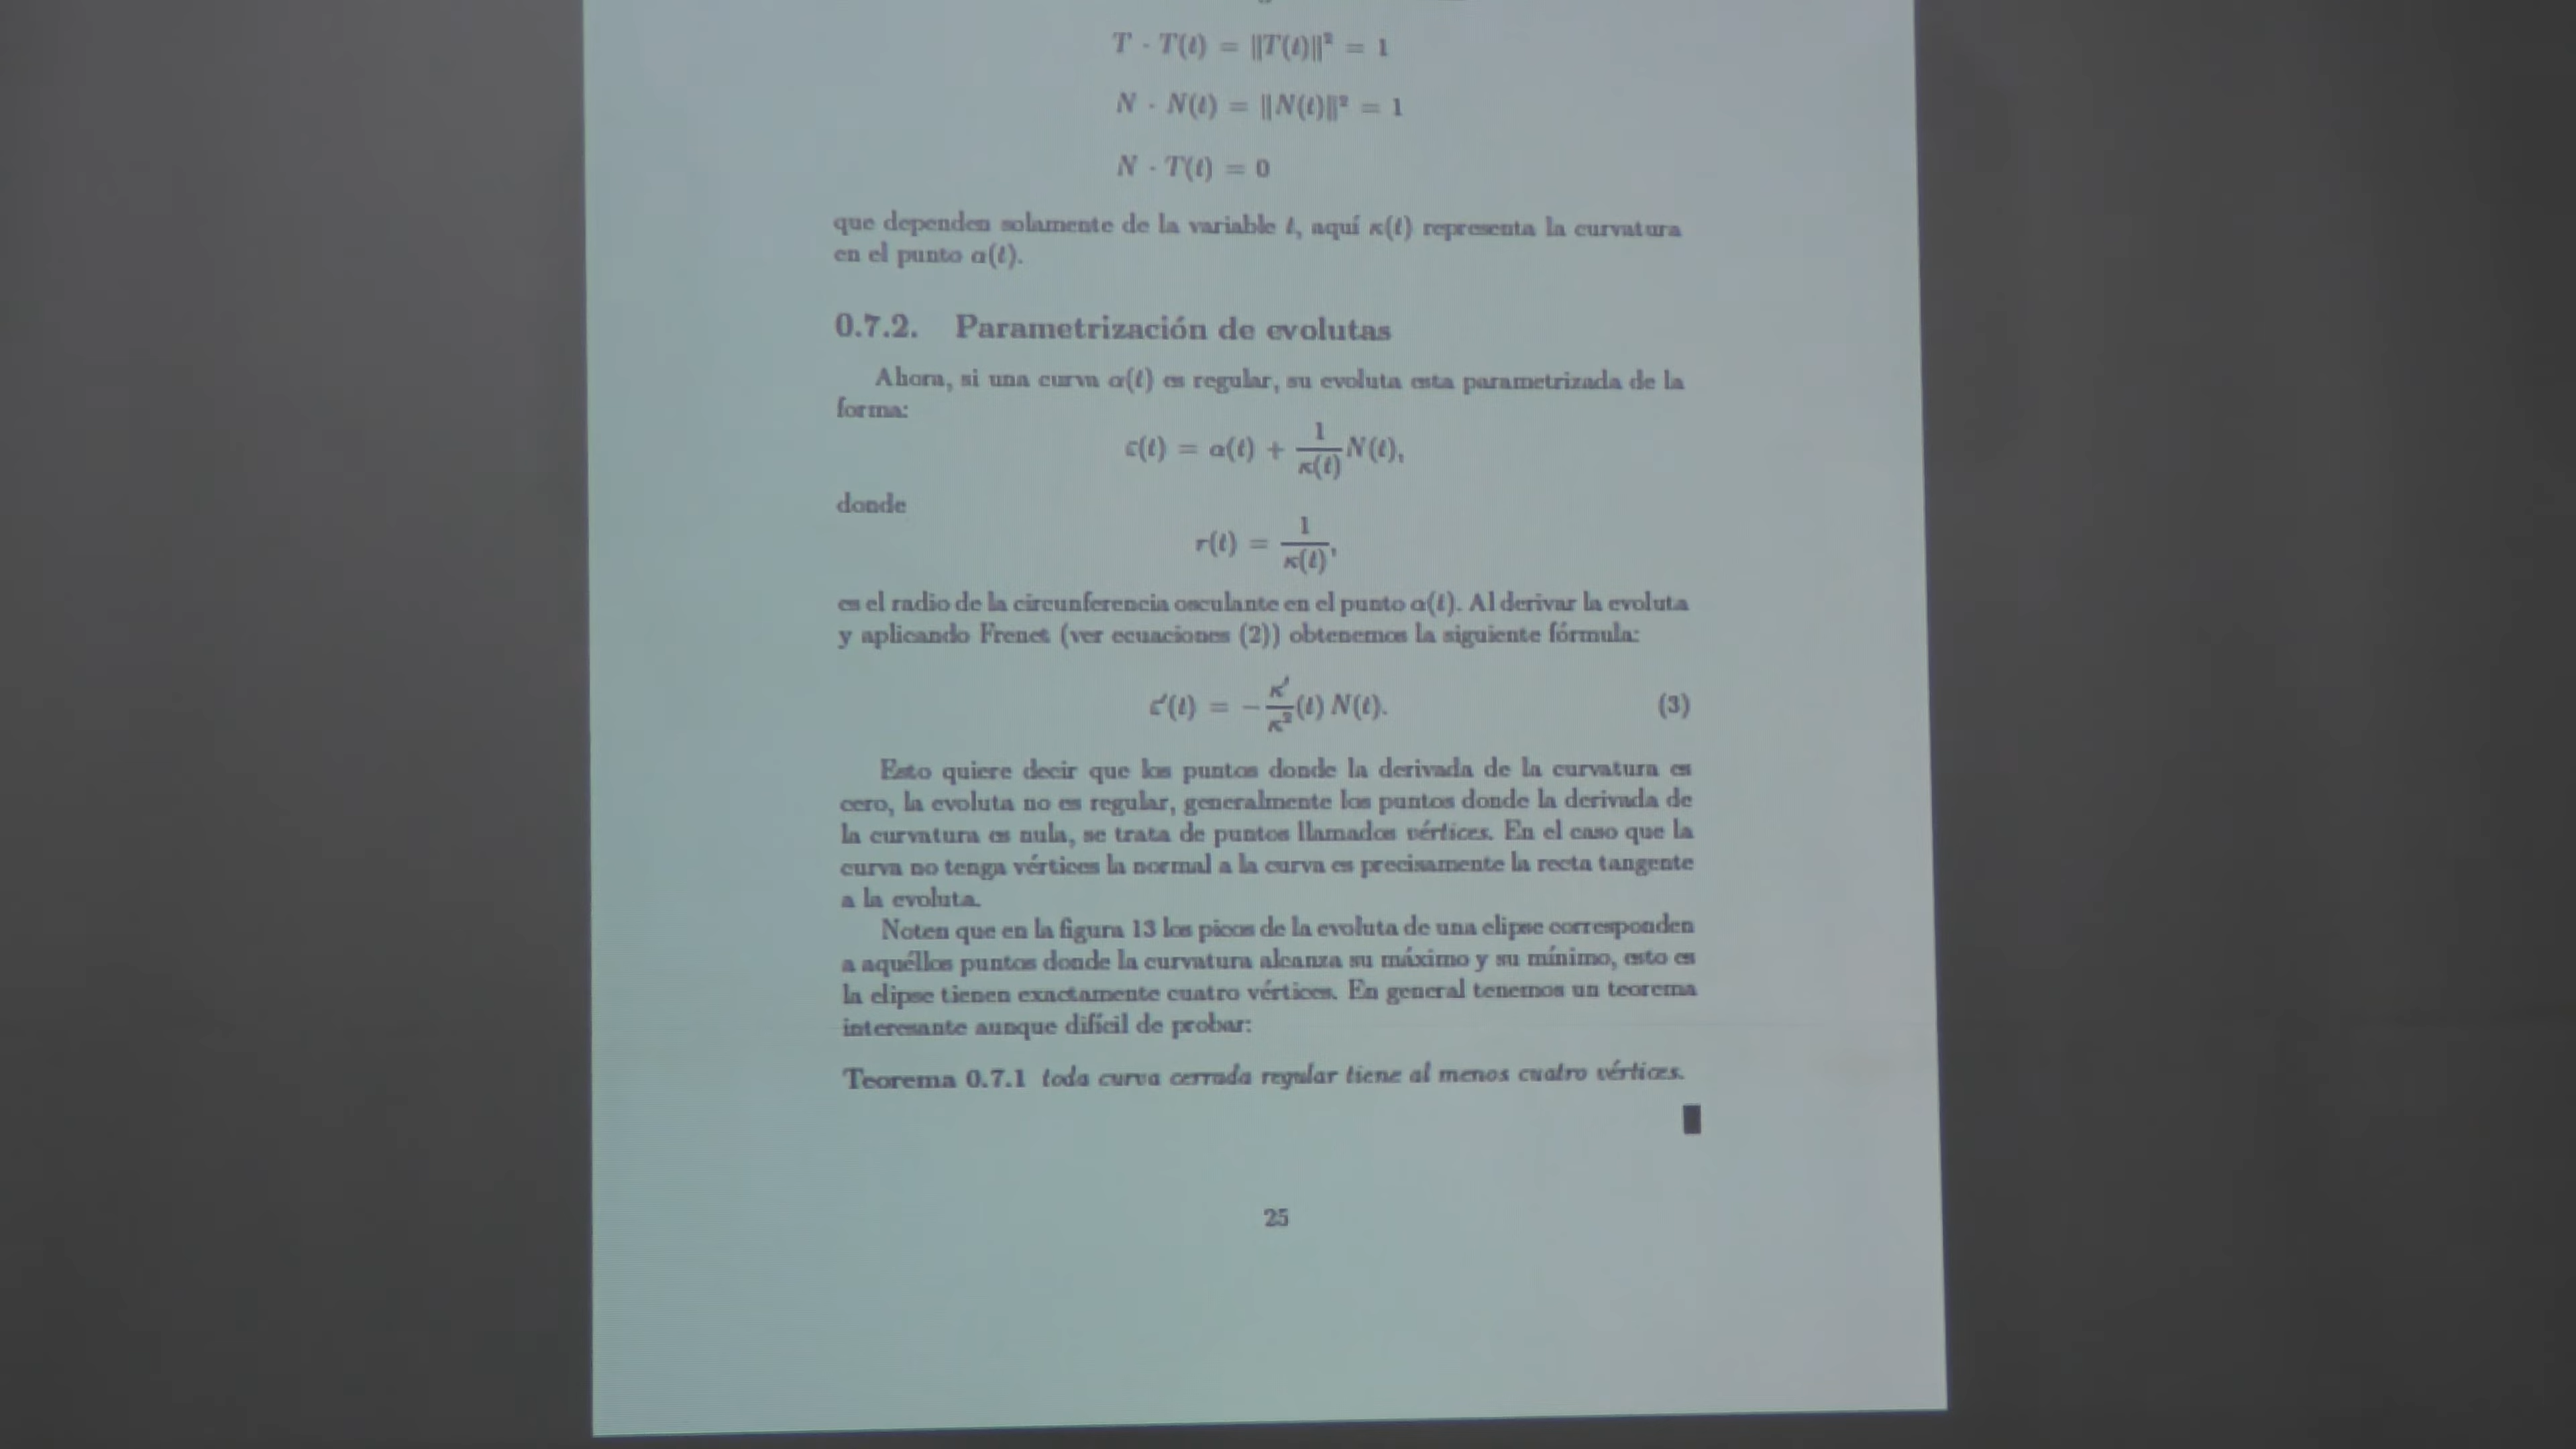 T · T(t) = ||T(t)||² = 1
N · N(t) = ||N(t)||² = 1
N · T(t) = 0
que dependen solamente de la variable t, aquí κ(t) representa la curvatura
en el punto α(t).
0.7.2. Parametrización de evolutas
Ahora, si una curva α(t) es regular, su evoluta esta parametrizada de la
forma:
ε(t) = α(t) + 1/κ(t) N(t),
donde
r(t) = 1/κ(t),
es el radio de la circunferencia osculante en el punto α(t). Al derivar la evoluta
y aplicando Frenet (ver ecuaciones (2)) obtenemos la siguiente fórmula:
ε′(t) = −κ′/κ² (t) N(t). (3)
Esto quiere decir que los puntos donde la derivada de la curvatura es
cero, la evoluta no es regular, generalmente los puntos donde la derivada de
la curvatura es nula, se trata de puntos llamados vértices. En el caso que la
curva no tenga vértices la normal a la curva es precisamente la recta tangente
a la evoluta.
Noten que en la figura 13 los picos de la evoluta de una elipse corresponden
a aquéllos puntos donde la curvatura alcanza su máximo y su mínimo, esto es
la elipse tienen exactamente cuatro vértices. En general tenemos un teorema
interesante aunque difícil de probar:
Teorema 0.7.1 toda curva cerrada regular tiene al menos cuatro vértices.
25